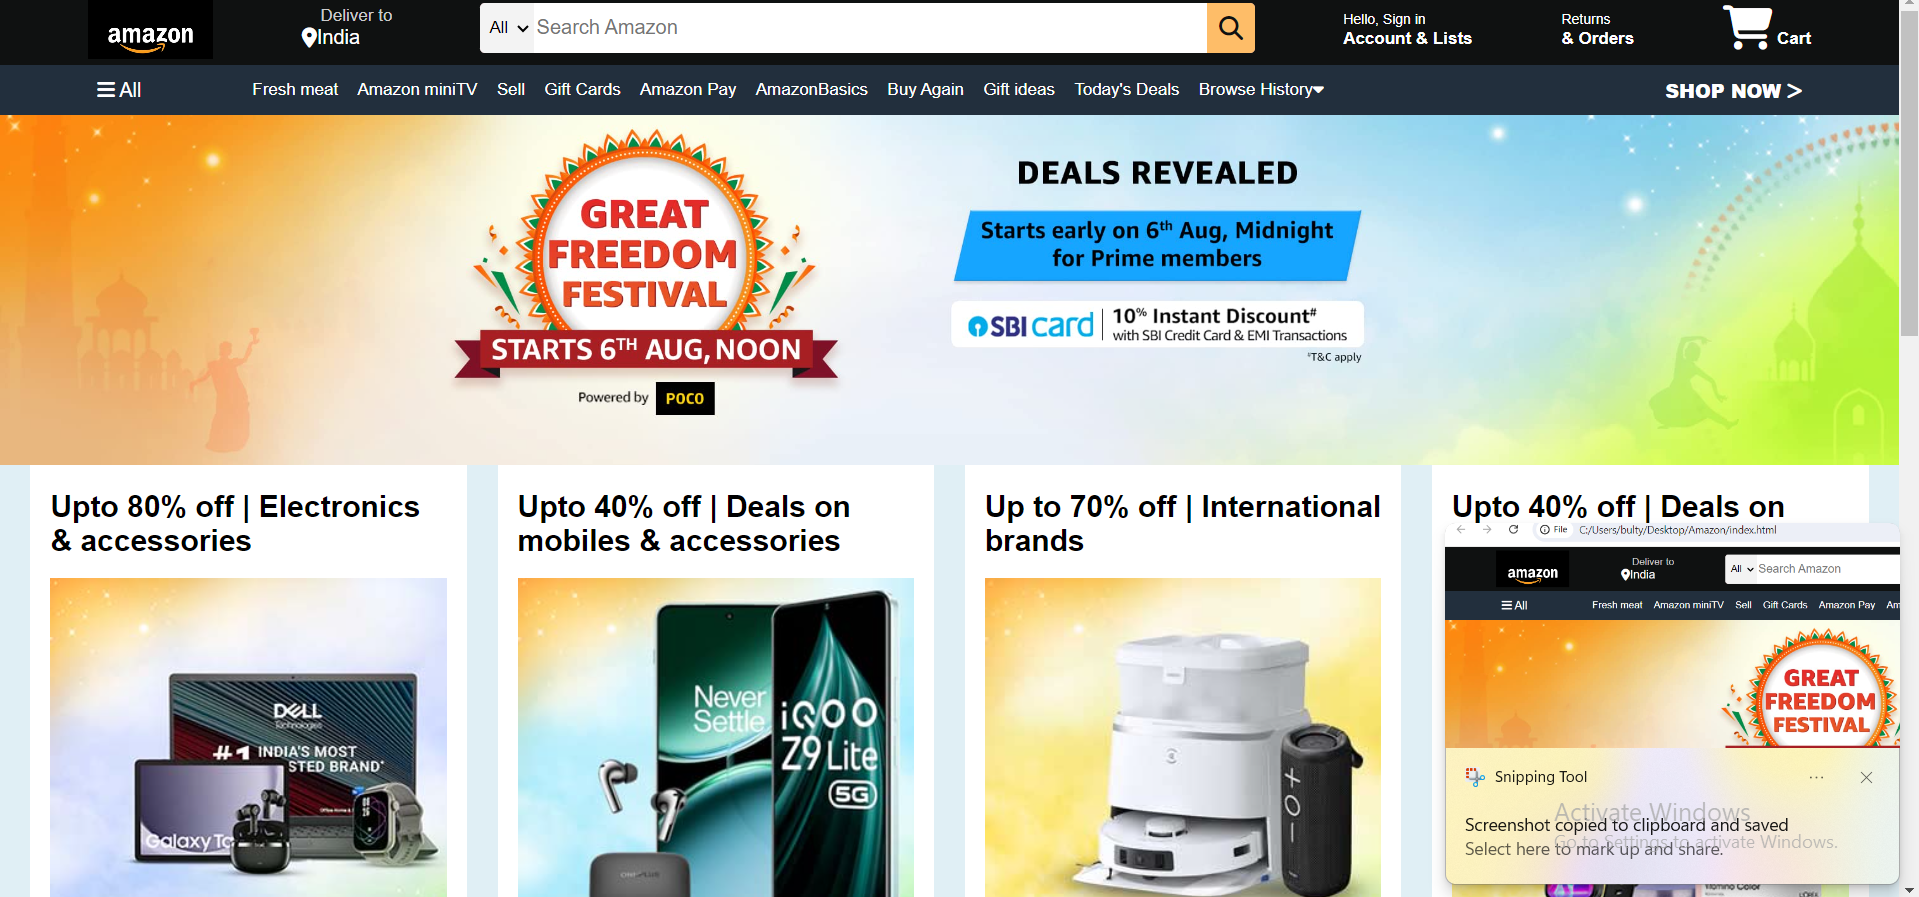 amazon
Deliver to
India
All
Search Amazon
Hello, Sign in
Account & Lists
Returns
& Orders
Cart
All
Fresh meat
Amazon miniTV
Sell
Gift Cards
Amazon Pay
AmazonBasics
Buy Again
Gift ideas
Today's Deals
Browse History
SHOP NOW >
GREAT
FREEDOM
FESTIVAL
STARTS 6TH AUG, NOON
Powered by POCO
DEALS REVEALED
Starts early on 6th Aug, Midnight
for Prime members
SBI card
10% Instant Discount#
with SBI Credit Card & EMI Transactions
#T&C apply
Upto 80% off | Electronics
& accessories
DELL
Technologies
#1 INDIA'S MOST
STED BRAND*
Galaxy Ta
Upto 40% off | Deals on
mobiles & accessories
Never
Settle
iQOO
Z9 Lite
5G
ONEPLUS
Up to 70% off | International
brands
Upto 40% off | Deals on
File
C:/Users/bulty/Desktop/Amazon/index.html
amazon
Deliver to
India
All
Search Amazon
All
Fresh meat
Amazon miniTV
Sell
Gift Cards
Amazon Pay
Am
GREAT
FREEDOM
FESTIVAL
Snipping Tool
Activate Windows
Screenshot copied to clipboard and saved
Go to Settings to activate Windows.
Select here to mark up and share.